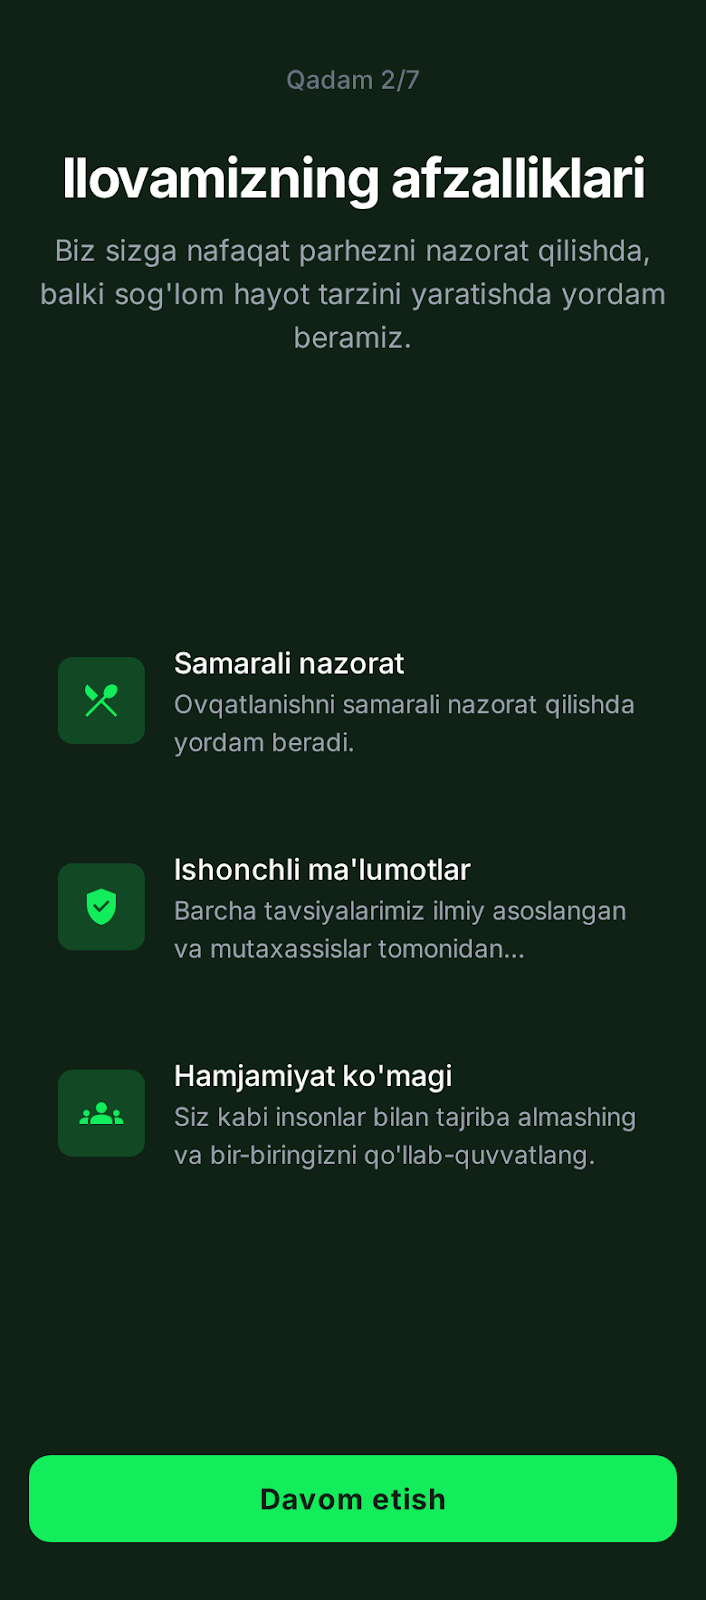 Qadam 2/7
Ilovamizning afzalliklari
Biz sizga nafaqat parhezni nazorat qilishda,
balki sog'lom hayot tarzini yaratishda yordam
beramiz.
Samarali nazorat
Ovqatlanishni samarali nazorat qilishda
yordam beradi.
Ishonchli ma'lumotlar
Barcha tavsiyalarimiz ilmiy asoslangan
va mutaxassislar tomonidan...
Hamjamiyat ko'magi
Siz kabi insonlar bilan tajriba almashing
va bir-biringizni qo'llab-quvvatlang.
Davom etish